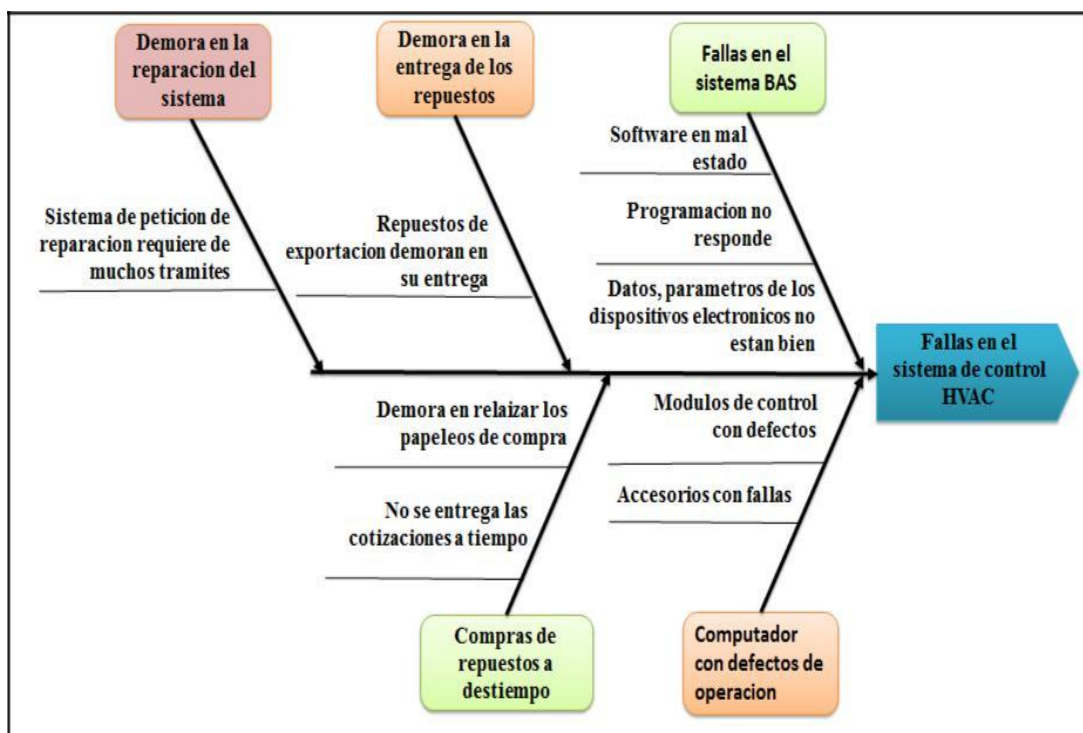 Demora en la
reparacion del
sistema
Demora en la
entrega de los
repuestos
Fallas en el
sistema BAS
Software en mal
estado
Sistema de peticion de
reparacion requiere de
muchos tramites
Repuestos de
exportacion demoran en
su entrega
Programacion no
responde
Datos, parametros de los
dispositivos electronicos no
estan bien
Fallas en el
sistema de control
HVAC
Demora en relaizar los
papeleos de compra
Modulos de control
con defectos
No se entrega las
cotizaciones a tiempo
Accesorios con fallas
Compras de
repuestos a
destiempo
Computador
con defectos de
operacion